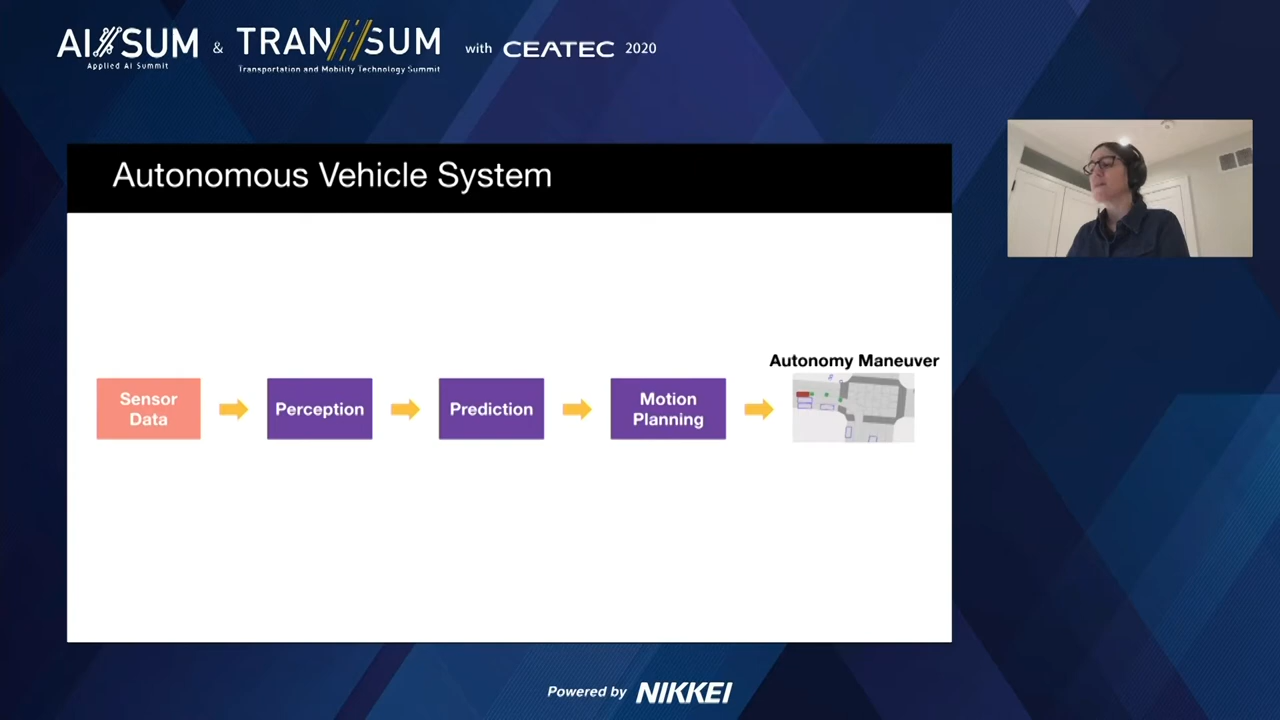 AI SUM & TRAN SUM with CEATEC 2020
Applied AI Summit
Transportation and Mobility Technology Summit
Autonomous Vehicle System
Autonomy Maneuver
Sensor
Data
Perception
Prediction
Motion
Planning
Powered by NIKKEI